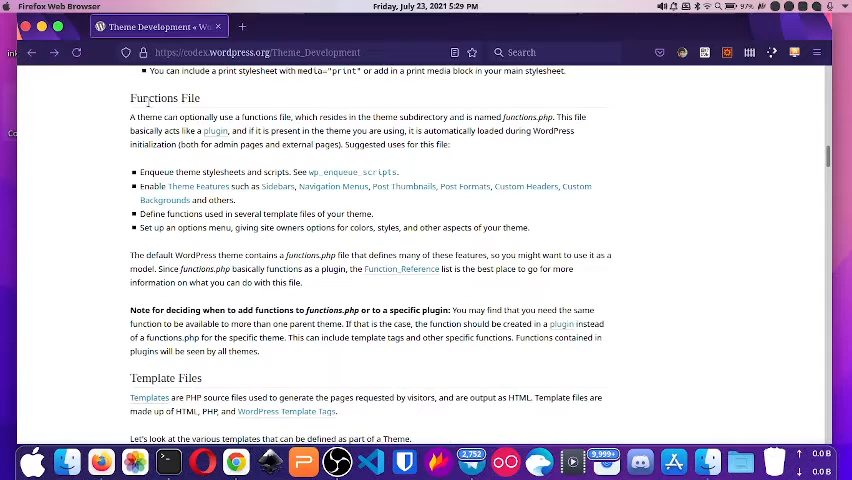 Firefox Web Browser
Friday, July 23, 2021 5:29 PM
97%
Theme Development « Wo
https://codex.wordpress.org/Theme_Development
Search
You can include a print stylesheet with media="print" or add in a print media block in your main stylesheet.
Functions File
A theme can optionally use a functions file, which resides in the theme subdirectory and is named functions.php. This file
basically acts like a plugin, and if it is present in the theme you are using, it is automatically loaded during WordPress
initialization (both for admin pages and external pages). Suggested uses for this file:
Enqueue theme stylesheets and scripts. See wp_enqueue_scripts.
Enable Theme Features such as Sidebars, Navigation Menus, Post Thumbnails, Post Formats, Custom Headers, Custom
Backgrounds and others.
Define functions used in several template files of your theme.
Set up an options menu, giving site owners options for colors, styles, and other aspects of your theme.
The default WordPress theme contains a functions.php file that defines many of these features, so you might want to use it as a
model. Since functions.php basically functions as a plugin, the Function_Reference list is the best place to go for more
information on what you can do with this file.
Note for deciding when to add functions to functions.php or to a specific plugin: You may find that you need the same
function to be available to more than one parent theme. If that is the case, the function should be created in a plugin instead
of a functions.php for the specific theme. This can include template tags and other specific functions. Functions contained in
plugins will be seen by all themes.
Template Files
Templates are PHP source files used to generate the pages requested by visitors, and are output as HTML. Template files are
made up of HTML, PHP, and WordPress Template Tags.
Let's look at the various templates that can be defined as part of a Theme.
2,752
9,999+
0.0 B
0.0 B